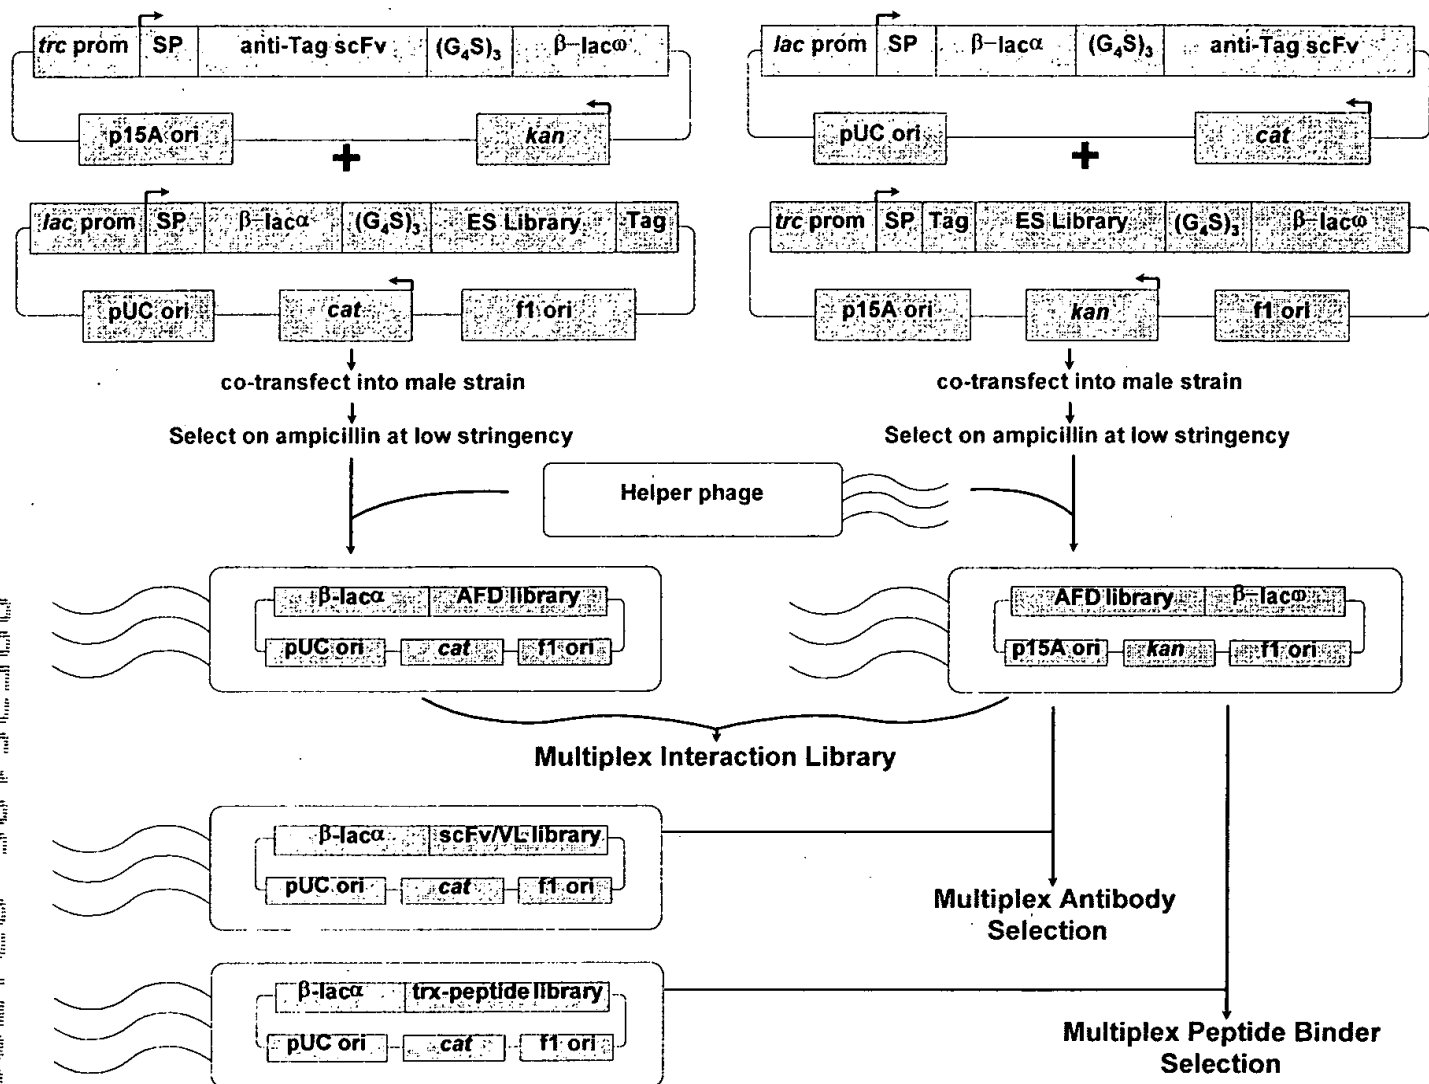 trc prom SP anti-Tag scFv (G₄S)₃ β–lacω
p15A ori kan
+
lac prom SP β–lacα (G₄S)₃ ES Library Tag
pUC ori cat f1 ori
co-transfect into male strain
Select on ampicillin at low stringency
lac prom SP β–lacα (G₄S)₃ anti-Tag scFv
pUC ori cat
+
trc prom SP Tag ES Library (G₄S)₃ β–lacω
p15A ori kan f1 ori
co-transfect into male strain
Select on ampicillin at low stringency
Helper phage
β-lacα AFD library
pUC ori cat f1 ori
AFD library β–lacω
p15A ori kan f1 ori
Multiplex Interaction Library
β-lacα scFv/VL library
pUC ori cat f1 ori
Multiplex Antibody
Selection
β-lacα trx-peptide library
pUC ori cat f1 ori
Multiplex Peptide Binder
Selection